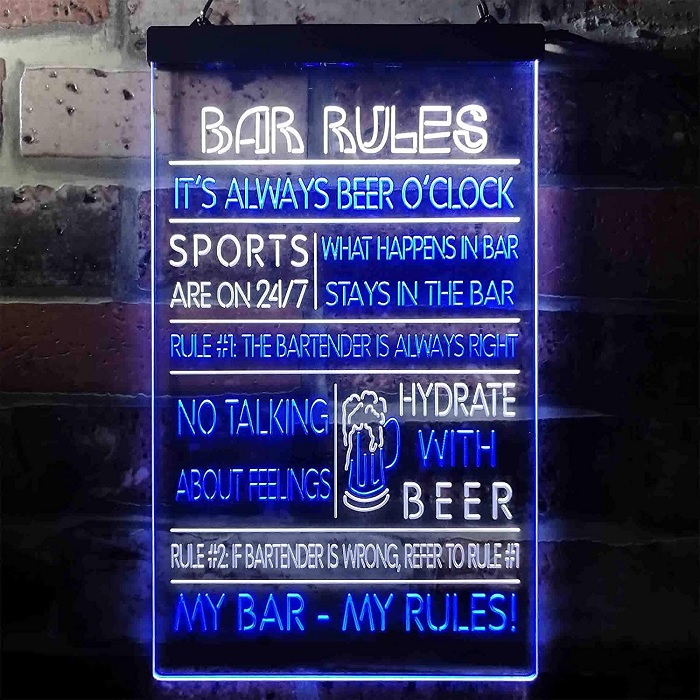 BAR RULES
IT'S ALWAYS BEER O'CLOCK
SPORTS
ARE ON 24/7
WHAT HAPPENS IN BAR
STAYS IN THE BAR
RULE #1: THE BARTENDER IS ALWAYS RIGHT
NO TALKING
ABOUT FEELINGS
HYDRATE
WITH
BEER
RULE #2: IF BARTENDER IS WRONG, REFER TO RULE #1
MY BAR - MY RULES!